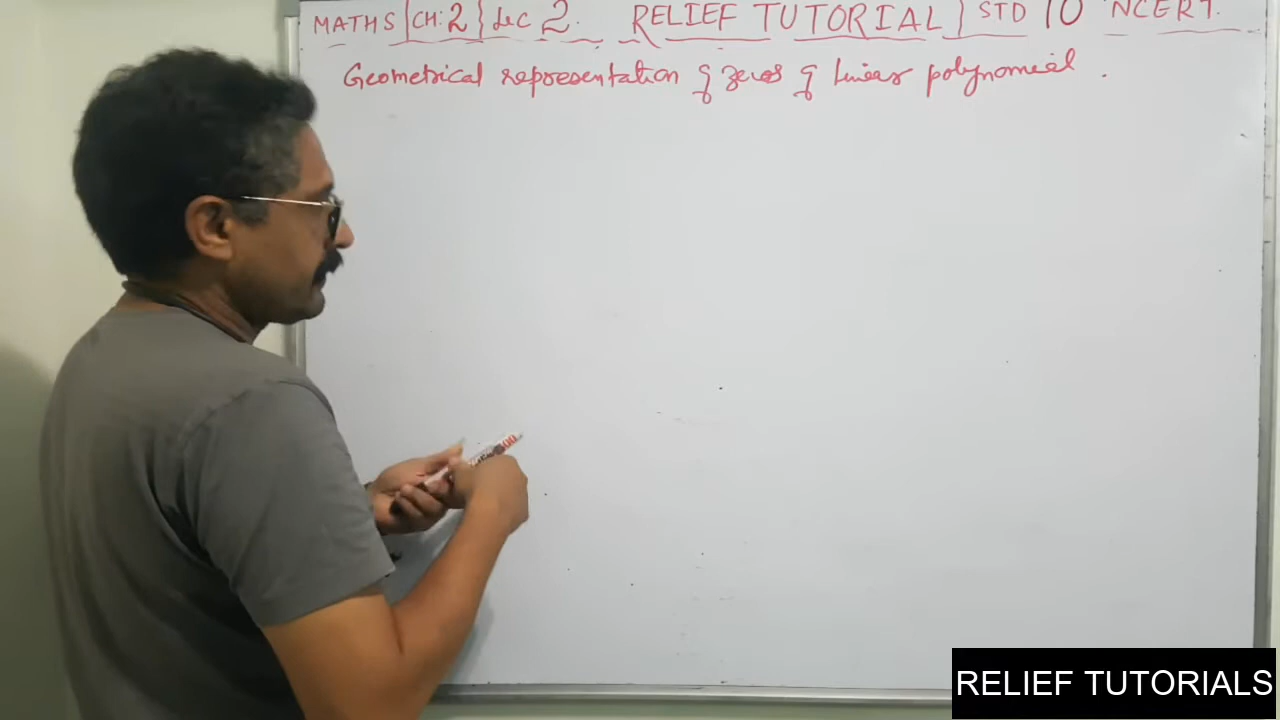 MATHS | CH: 2 | Lec 2. RELIEF TUTORIAL | STD 10 NCERT.
Geometrical representation of zeros of linear polynomial.
RELIEF TUTORIALS